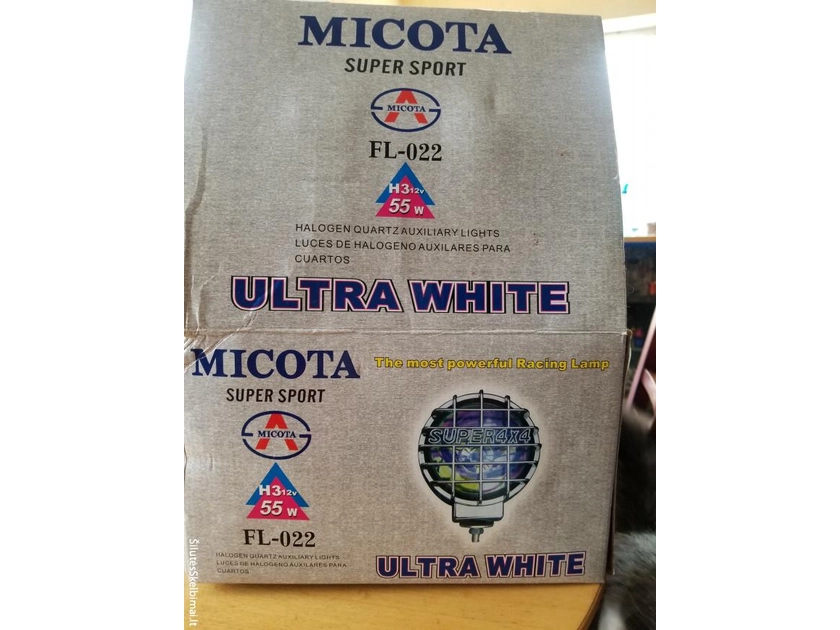 MICOTA
SUPER SPORT
MICOTA
FL-022
H3 12v
55 W
HALOGEN QUARTZ AUXILIARY LIGHTS
LUCES DE HALOGENO AUXILARES PARA
CUARTOS
ULTRA WHITE
MICOTA
The most powerful Racing Lamp
SUPER SPORT
MICOTA
SUPER4x4
H3 12v
55 W
FL-022
HALOGEN QUARTZ AUXILIARY LIGHTS
LUCES DE HALOGENO AUXILARES PARA
CUARTOS
ULTRA WHITE
SilutesSkelbimai.lt